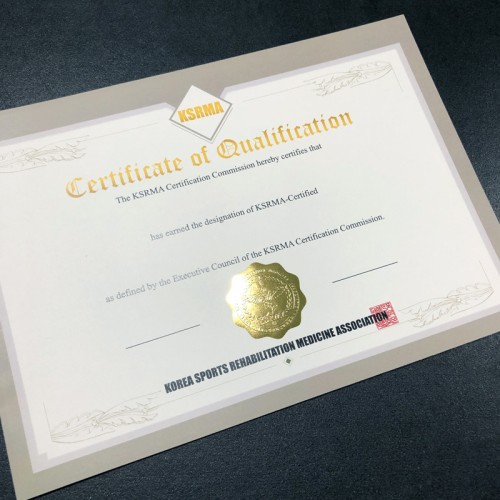 KSRMA
Certificate of Qualification
The KSRMA Certification Commission hereby certifies that
has earned the designation of KSRMA-Certified
as defined by the Executive Council of the KSRMA Certification Commission.
KOREA SPORTS REHABILITATION MEDICINE ASSOCIATION